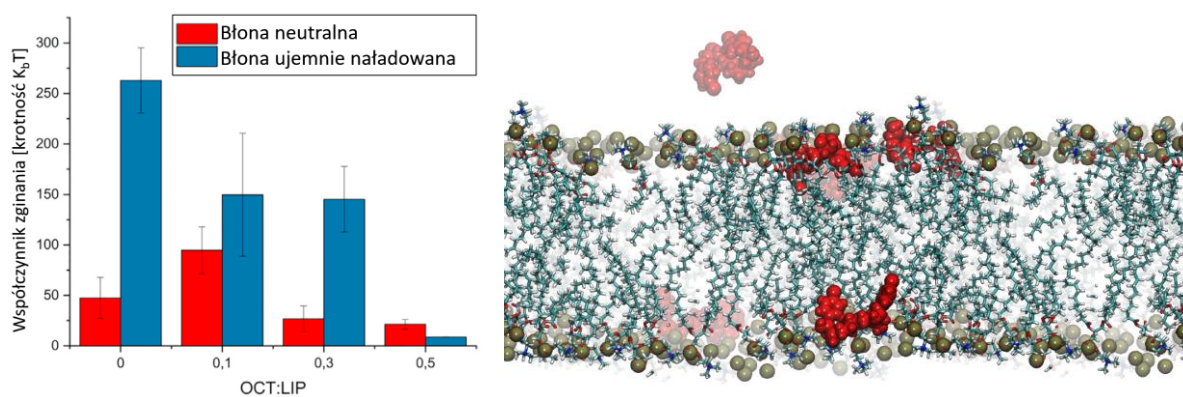 Współczynnik zginania [krotność KbT]
300
250
200
150
100
50
0
Błona neutralna
Błona ujemnie naładowana
0 0,1 0,3 0,5
OCT:LIP